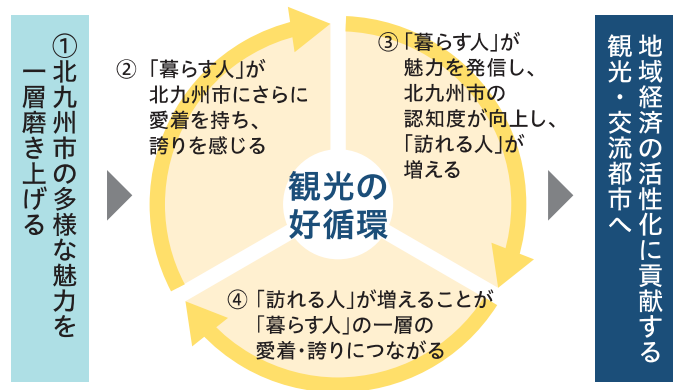 ①北九州市の多様な魅力を
一層磨き上げる
② 「暮らす人」が
北九州市にさらに
愛着を持ち、
誇りを感じる
③ 「暮らす人」が
魅力を発信し、
北九州市の
認知度が向上し、
「訪れる人」が
増える
観光の
好循環
④ 「訪れる人」が増えることが
「暮らす人」の一層の
愛着・誇りにつながる
地域経済の活性化に貢献する
観光・交流都市へ